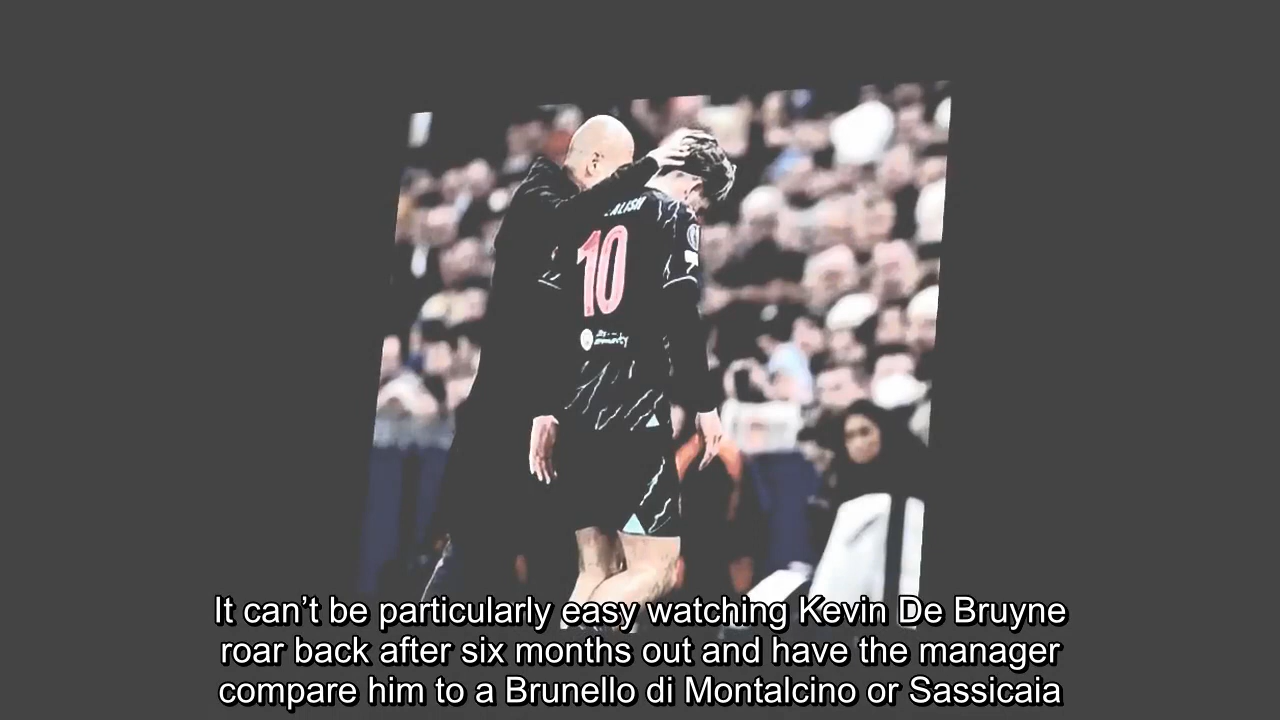 10
It can’t be particularly easy watching Kevin De Bruyne
roar back after six months out and have the manager
compare him to a Brunello di Montalcino or Sassicaia